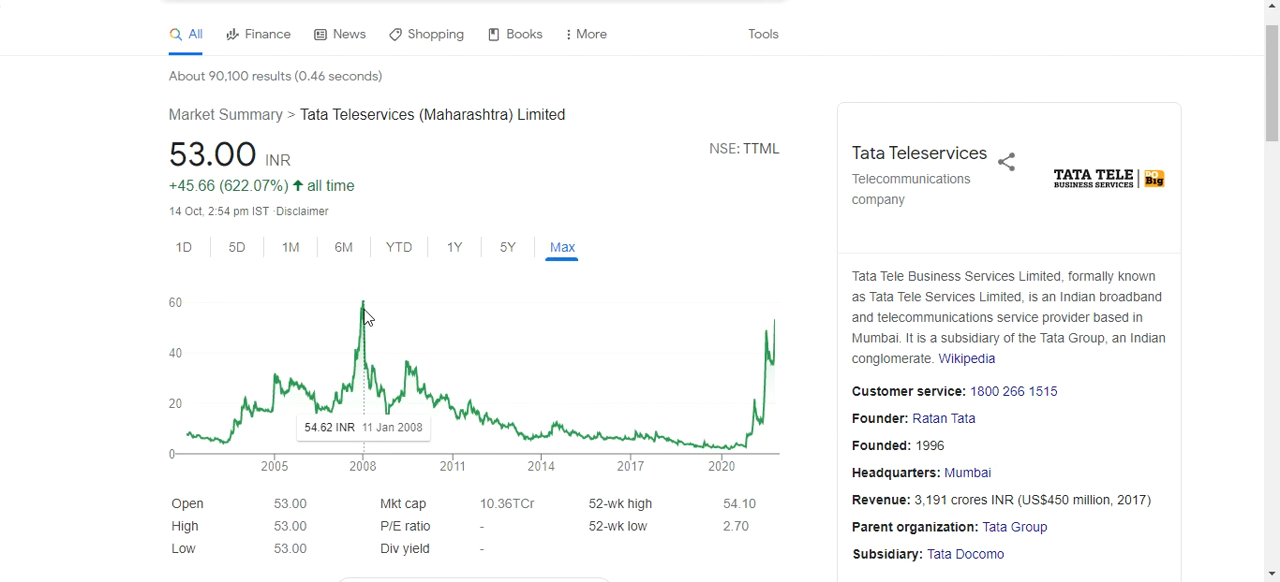 All Finance News Shopping Books More Tools
About 90,100 results (0.46 seconds)
Market Summary > Tata Teleservices (Maharashtra) Limited
53.00 INR
NSE: TTML
+45.66 (622.07%) ↑ all time
14 Oct, 2:54 pm IST · Disclaimer
1D 5D 1M 6M YTD 1Y 5Y Max
60
40
20
0
54.62 INR 11 Jan 2008
2005 2008 2011 2014 2017 2020
Open 53.00 Mkt cap 10.36TCr 52-wk high 54.10
High 53.00 P/E ratio - 52-wk low 2.70
Low 53.00 Div yield -
Tata Teleservices
Telecommunications
company
TATA TELE
BUSINESS SERVICES
DO
Big
Tata Tele Business Services Limited, formally known
as Tata Tele Services Limited, is an Indian broadband
and telecommunications service provider based in
Mumbai. It is a subsidiary of the Tata Group, an Indian
conglomerate. Wikipedia
Customer service: 1800 266 1515
Founder: Ratan Tata
Founded: 1996
Headquarters: Mumbai
Revenue: 3,191 crores INR (US$450 million, 2017)
Parent organization: Tata Group
Subsidiary: Tata Docomo